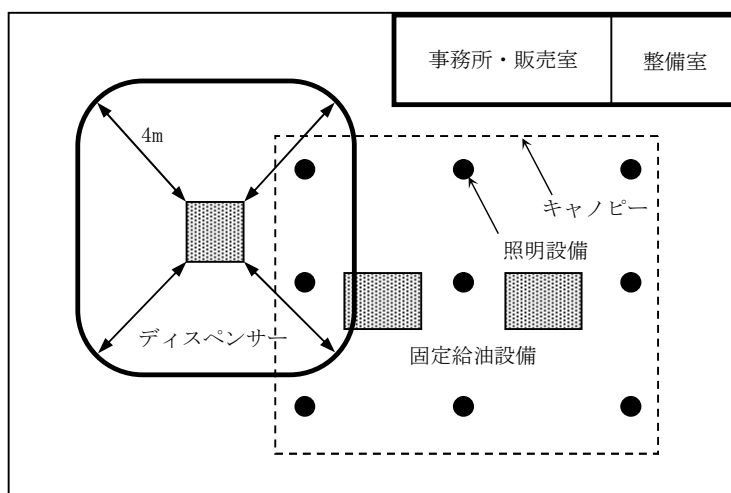 事務所・販売室
整備室
4m
キャノピー
照明設備
ディスペンサー
固定給油設備